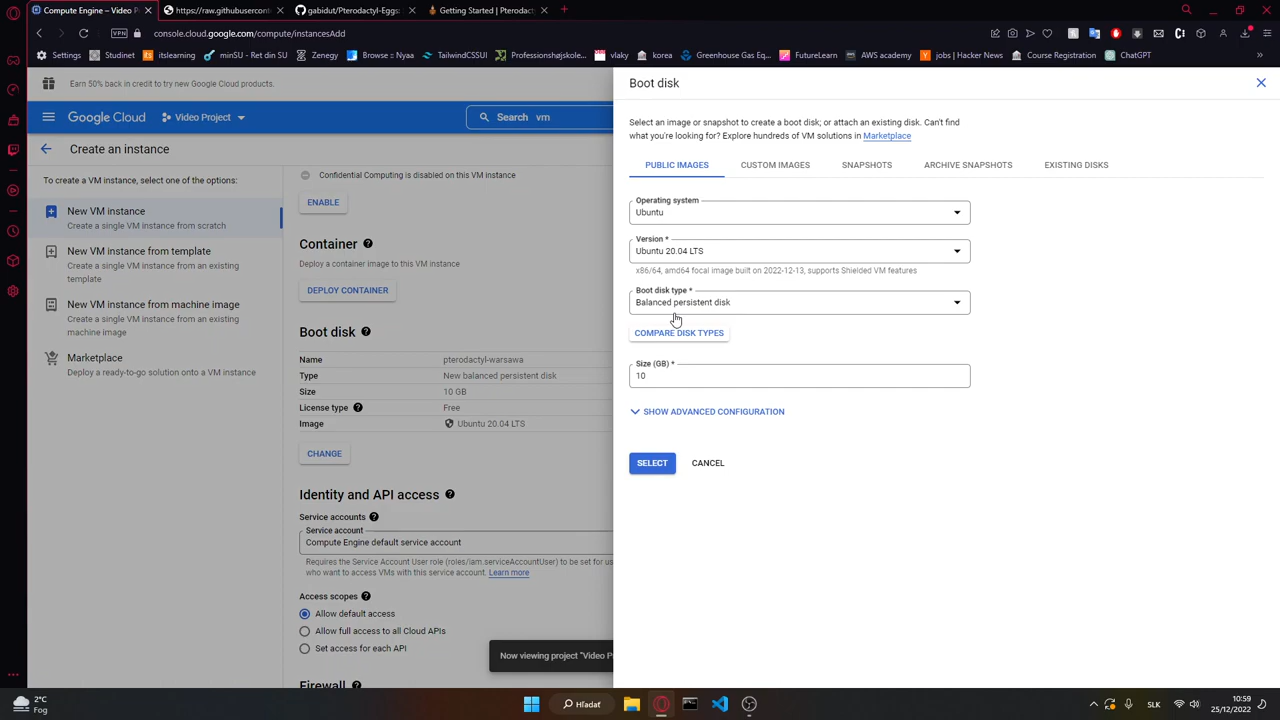 Compute Engine – Video P
https://raw.githubusercont
gabidut/Pterodactyl-Eggs:
Getting Started | Pterodact
VPN
console.cloud.google.com/compute/instancesAdd
Settings
Studinet
itslearning
minSU - Ret din SU
Zenegy
Browse :: Nyaa
TailwindCSSUI
Professionshøjsko...
vlaky
korea
Greenhouse Gas Eq...
FutureLearn
AWS academy
jobs | Hacker News
Course Registration
ChatGPT
Earn 50% back in credit to try new Google Cloud products.
Google Cloud
Video Project
Search vm
Create an instance
To create a VM instance, select one of the options:
New VM instance
Create a single VM instance from scratch
New VM instance from template
Create a single VM instance from an existing
template
New VM instance from machine image
Create a single VM instance from an existing
machine image
Marketplace
Deploy a ready-to-go solution onto a VM instance
Confidential Computing is disabled on this VM instance
ENABLE
Container
Deploy a container image to this VM instance
DEPLOY CONTAINER
Boot disk
Name pterodactyl-warsawa
Type New balanced persistent disk
Size 10 GB
License type Free
Image Ubuntu 20.04 LTS
CHANGE
Identity and API access
Service accounts
Service account
Compute Engine default service account
Requires the Service Account User role (roles/iam.serviceAccountUser) to be set for us
who want to access VMs with this service account. Learn more
Access scopes
Allow default access
Allow full access to all Cloud APIs
Set access for each API
Firewall
Now viewing project "Video P
Boot disk
Select an image or snapshot to create a boot disk; or attach an existing disk. Can't find
what you're looking for? Explore hundreds of VM solutions in Marketplace
PUBLIC IMAGES
CUSTOM IMAGES
SNAPSHOTS
ARCHIVE SNAPSHOTS
EXISTING DISKS
Operating system
Ubuntu
Version *
Ubuntu 20.04 LTS
x86/64, amd64 focal image built on 2022-12-13, supports Shielded VM features
Boot disk type *
Balanced persistent disk
COMPARE DISK TYPES
Size (GB) *
10
SHOW ADVANCED CONFIGURATION
SELECT
CANCEL
2°C
Fog
Hľadať
SLK
10:59
25/12/2022